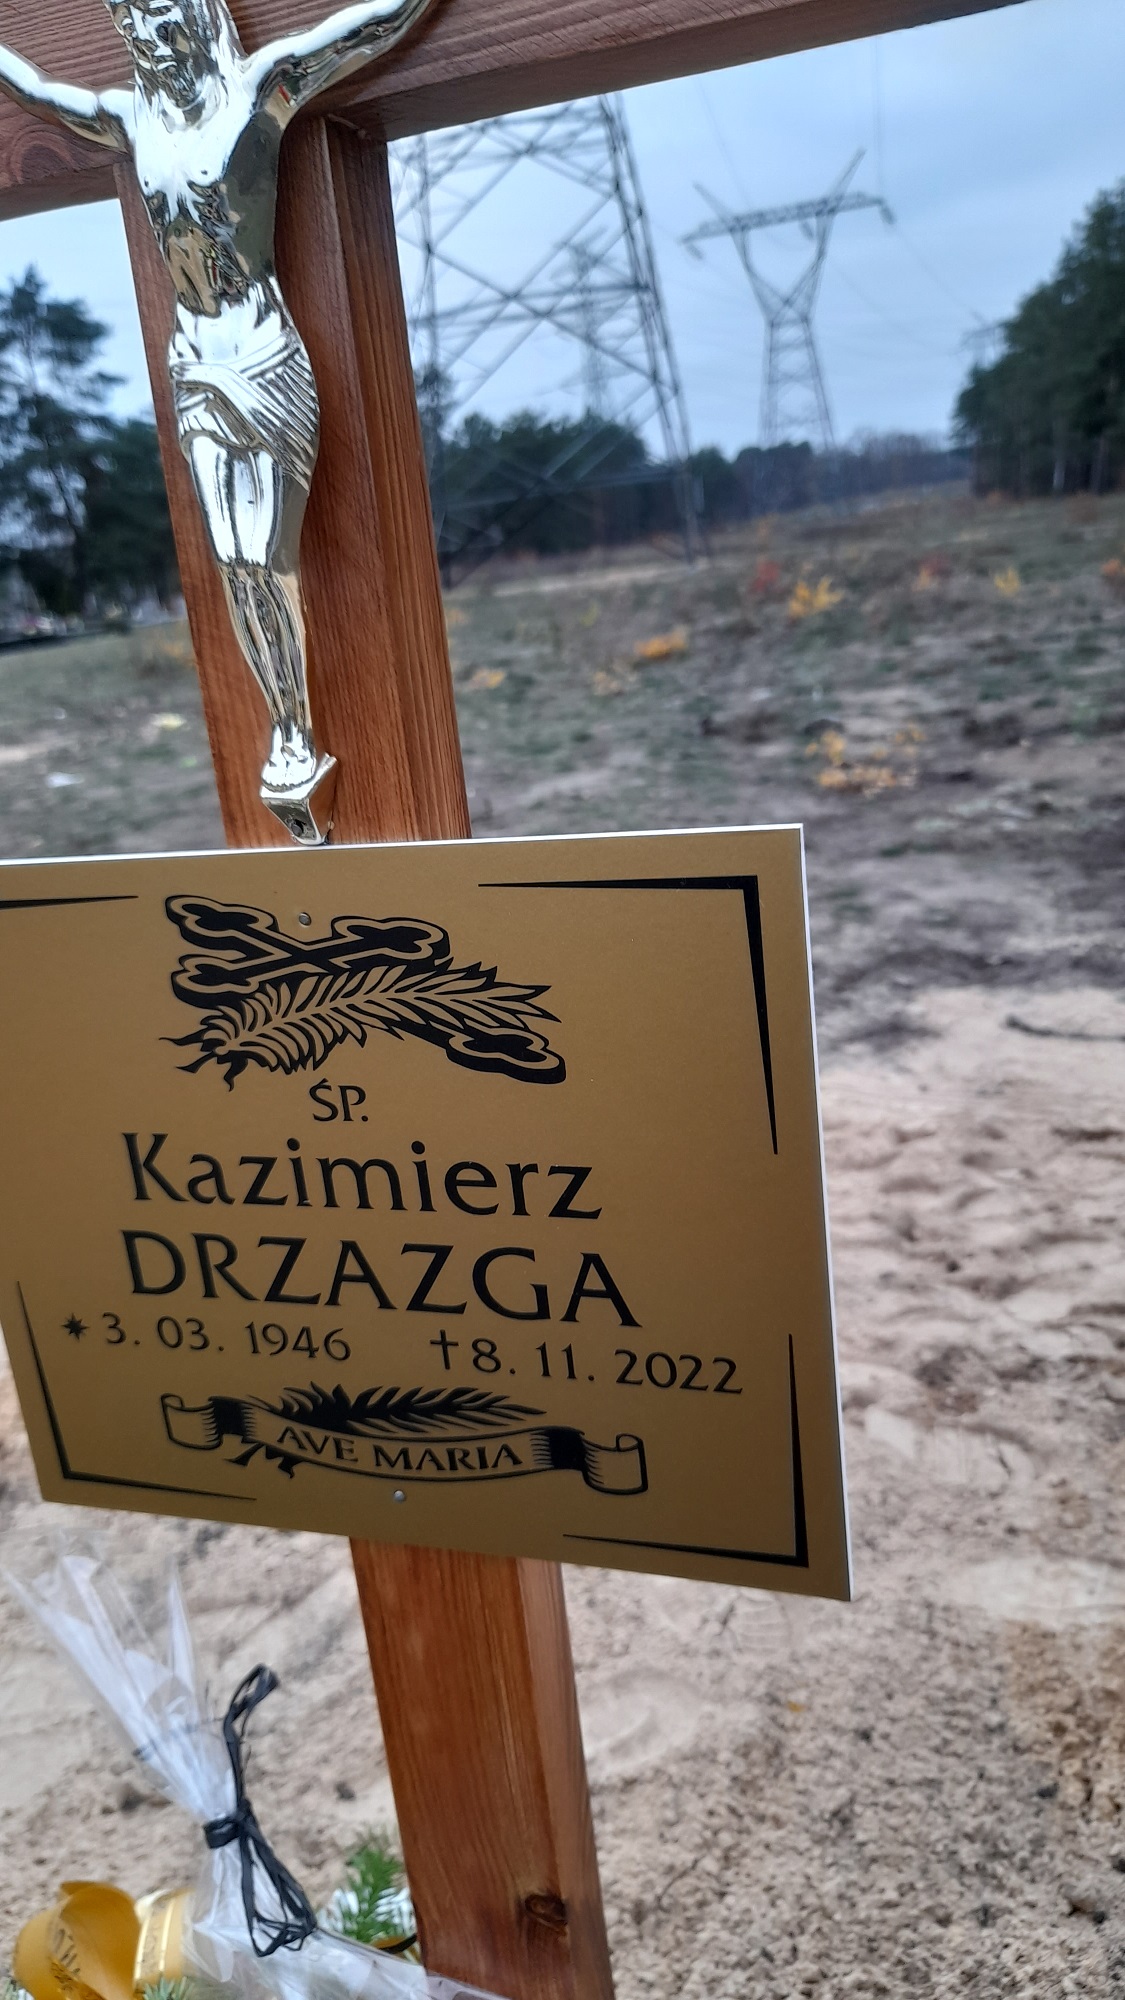 ŚP.
Kazimierz
DRZAZGA
* 3. 03. 1946 † 8. 11. 2022
AVE MARIA